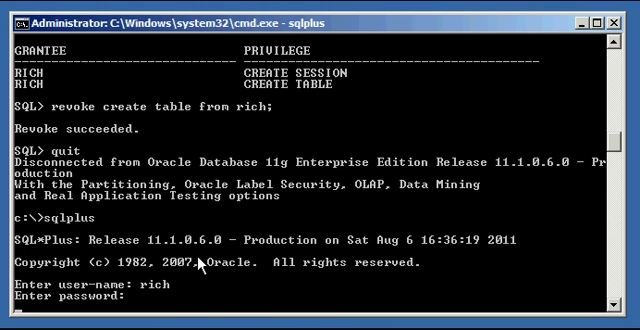 Administrator: C:\Windows\system32\cmd.exe - sqlplus
GRANTEE PRIVILEGE
------------------------------ ----------------------------------------
RICH CREATE SESSION
RICH CREATE TABLE
SQL> revoke create table from rich;
Revoke succeeded.
SQL> quit
Disconnected from Oracle Database 11g Enterprise Edition Release 11.1.0.6.0 - Pr
oduction
With the Partitioning, Oracle Label Security, OLAP, Data Mining
and Real Application Testing options
c:\>sqlplus
SQL*Plus: Release 11.1.0.6.0 - Production on Sat Aug 6 16:36:19 2011
Copyright (c) 1982, 2007, Oracle. All rights reserved.
Enter user-name: rich
Enter password: